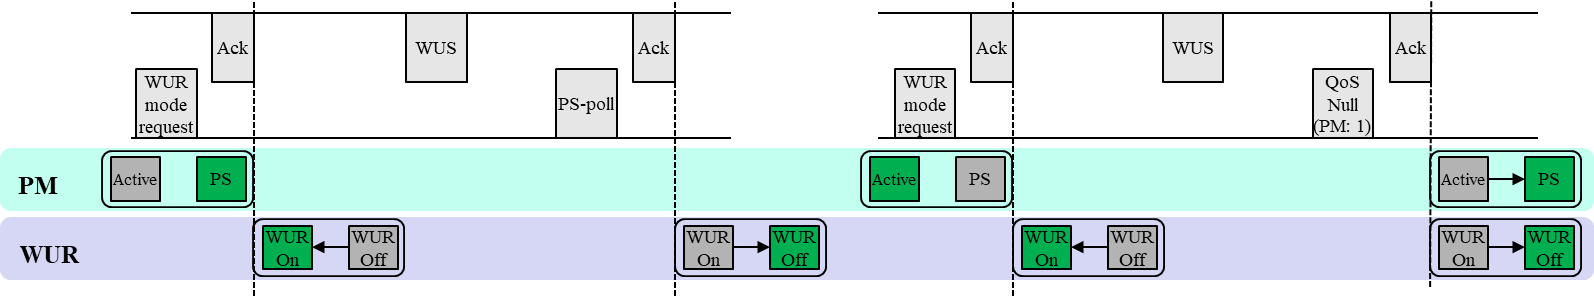 Ack
WUS
Ack
WUR
mode
request
PS-poll
Ack
WUS
Ack
WUR
mode
request
QoS
Null
(PM: 1)
PM
Active
PS
Active
PS
Active
PS
WUR
WUR
On
WUR
Off
WUR
On
WUR
Off
WUR
On
WUR
Off
WUR
On
WUR
Off